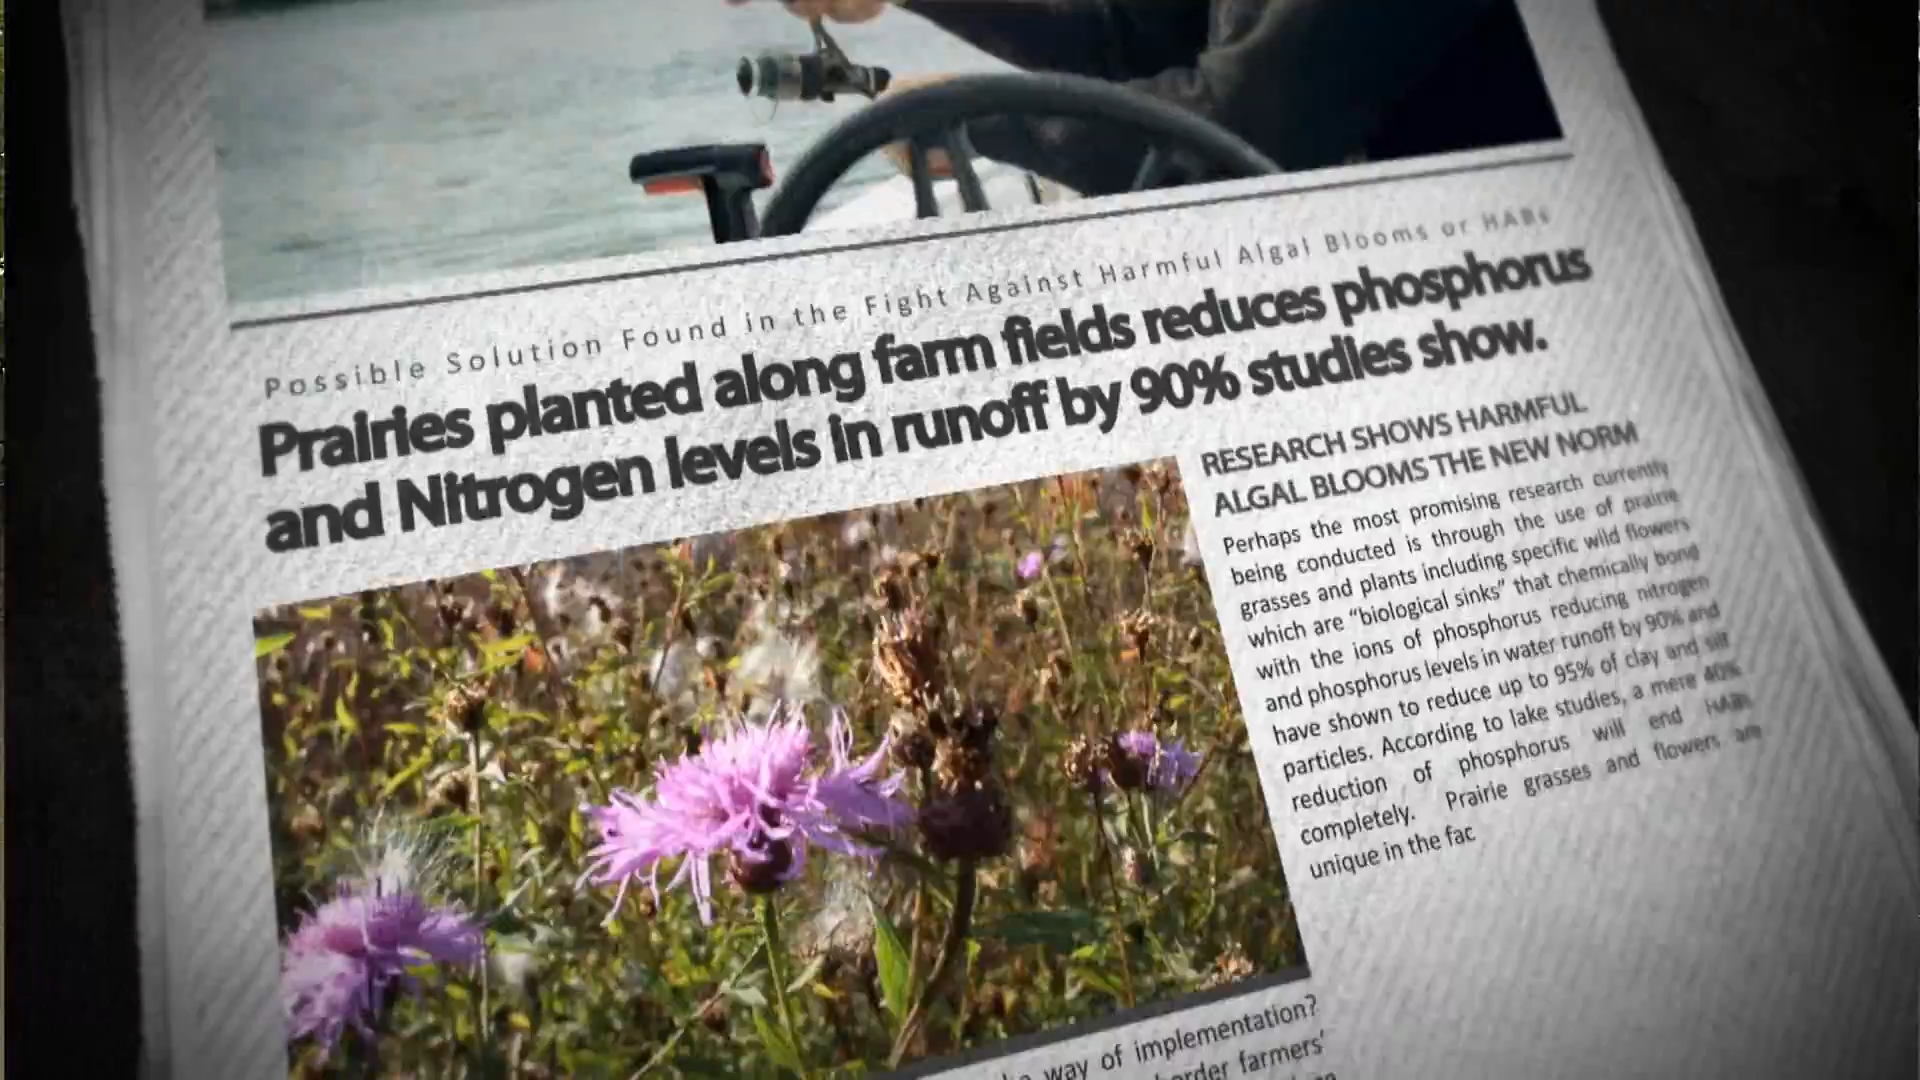 Possible Solution Found in the Fight Against Harmful Algal Blooms or HABs
Prairies planted along farm fields reduces phosphorus
and Nitrogen levels in runoff by 90% studies show.
RESEARCH SHOWS HARMFUL
ALGAL BLOOMS THE NEW NORM
Perhaps the most promising research currently
being conducted is through the use of prairie
grasses and plants including specific wild flowers
which are “biological sinks” that chemically bond
with the ions of phosphorus reducing nitrogen
and phosphorus levels in water runoff by 90% and
have shown to reduce up to 95% of clay and silt
particles. According to lake studies, a mere 40%
reduction of phosphorus will end HABs
completely. Prairie grasses and flowers are
unique in the fac
way of implementation?
border farmers’